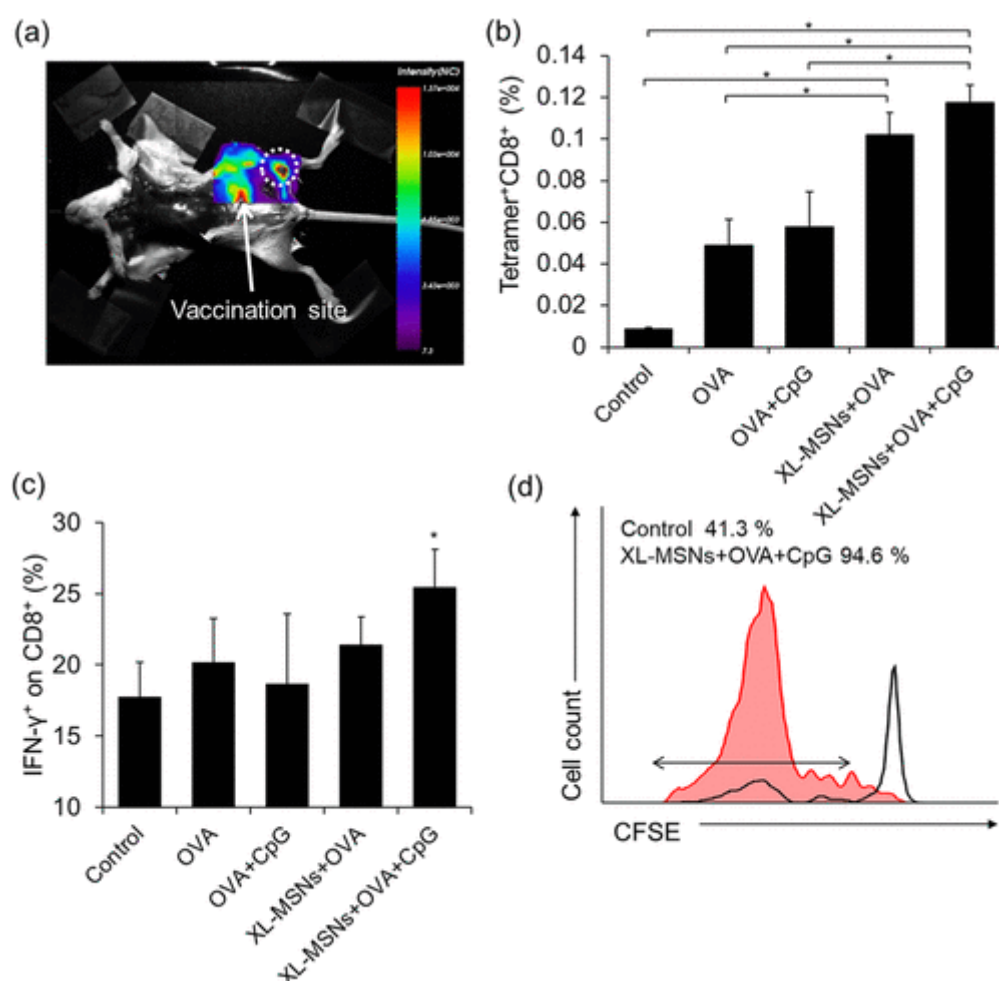 (a)
Intensity(NC)
Vaccination site
(b)
Tetramer⁺CD8⁺ (%)
0.14
0.12
0.1
0.08
0.06
0.04
0.02
0
* * * * *
Control
OVA
OVA+CpG
XL-MSNs+OVA
XL-MSNs+OVA+CpG
(c)
IFN-γ⁺ on CD8⁺ (%)
30
25
20
15
10
*
Control
OVA
OVA+CpG
XL-MSNs+OVA
XL-MSNs+OVA+CpG
(d)
Control 41.3 %
XL-MSNs+OVA+CpG 94.6 %
Cell count
CFSE